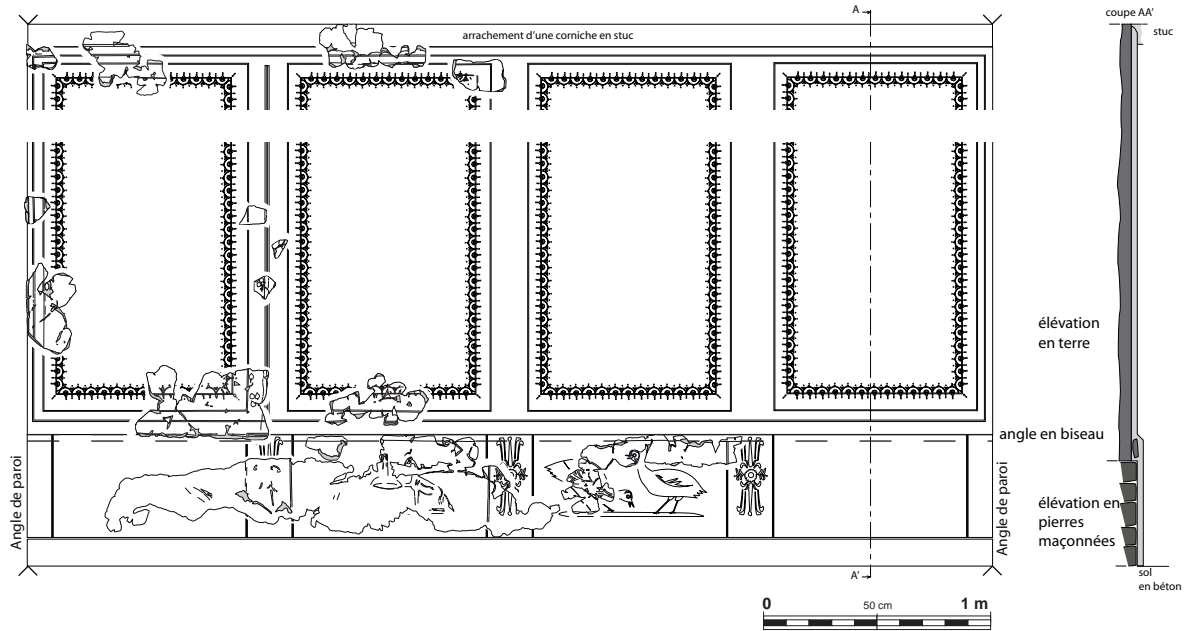 A
coupe AA'
arrachement d'une corniche en stuc
stuc
élévation
en terre
angle en biseau
Angle de paroi
Angle de paroi
élévation en
pierres
maçonnées
A'
sol
en béton
0
50 cm
1 m